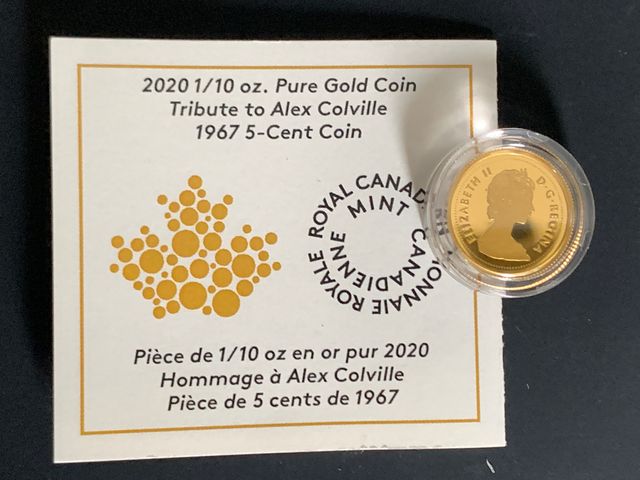 2020 1/10 oz. Pure Gold Coin
Tribute to Alex Colville
1967 5-Cent Coin
ROYAL CANAD
MINT
MONNAIE ROYALE
CANADIENNE
ELIZABETH II D·G·REGINA
Pièce de 1/10 oz en or pur 2020
Hommage à Alex Colville
Pièce de 5 cents de 1967